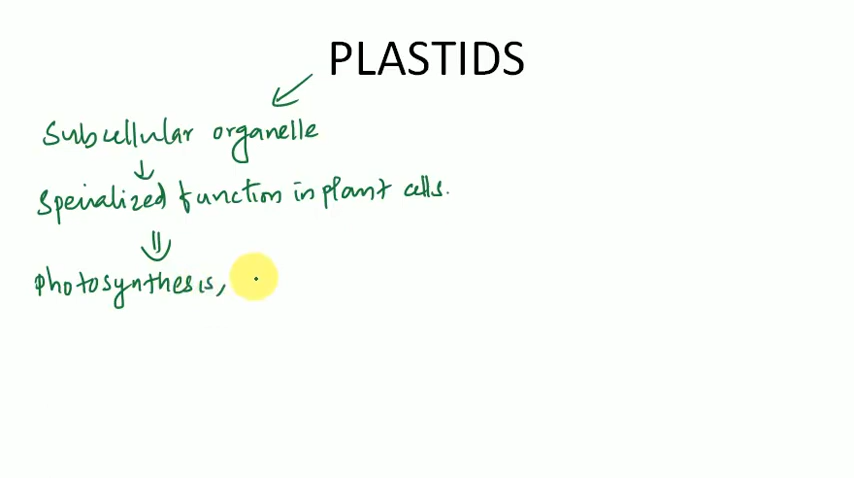 PLASTIDS
Subcellular organelle
Specialized function in plant cells.
Photosynthesis,